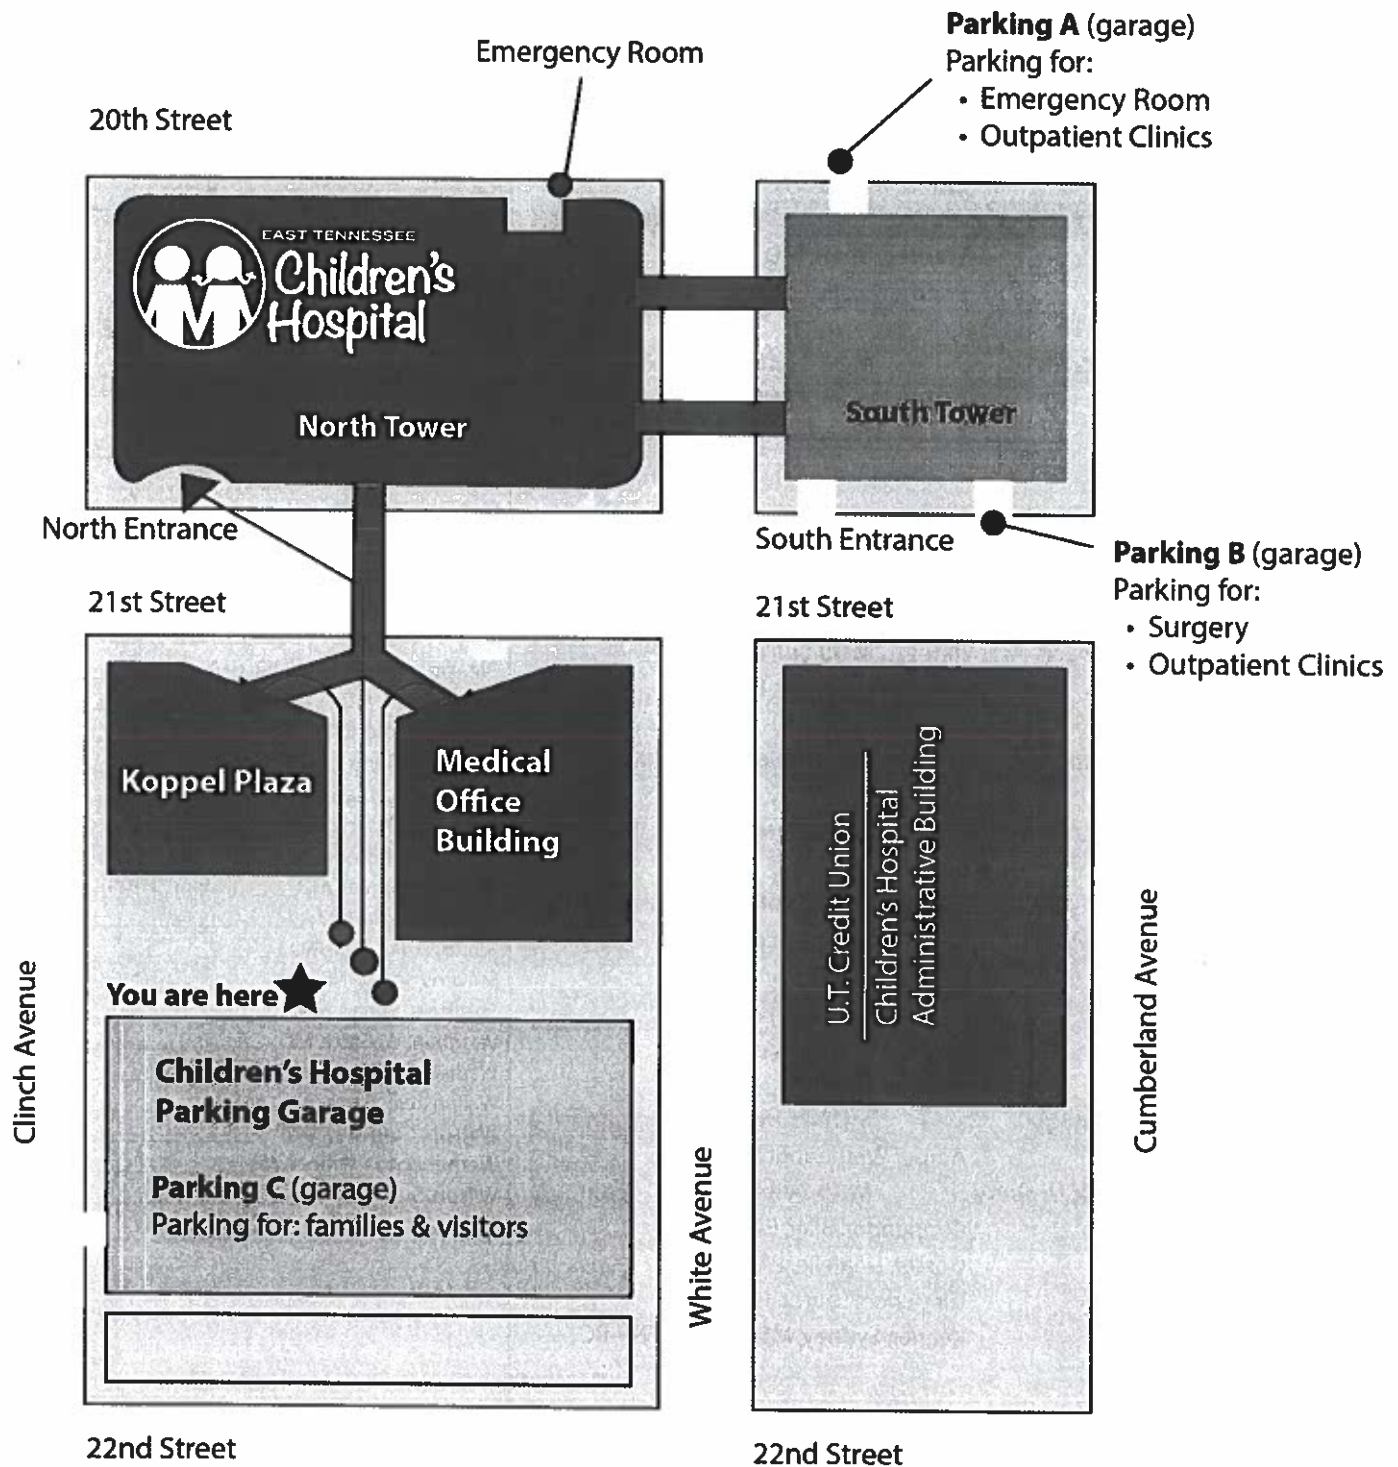 Parking A (garage)
Parking for:
• Emergency Room
• Outpatient Clinics
Emergency Room
20th Street
EAST TENNESSEE
Children's
Hospital
North Tower
South Tower
North Entrance
South Entrance
Parking B (garage)
Parking for:
• Surgery
• Outpatient Clinics
21st Street
21st Street
Koppel Plaza
Medical
Office
Building
U.T. Credit Union
Children's Hospital
Administrative Building
Clinch Avenue
You are here
Cumberland Avenue
Children's Hospital
Parking Garage
Parking C (garage)
Parking for: families & visitors
White Avenue
22nd Street
22nd Street